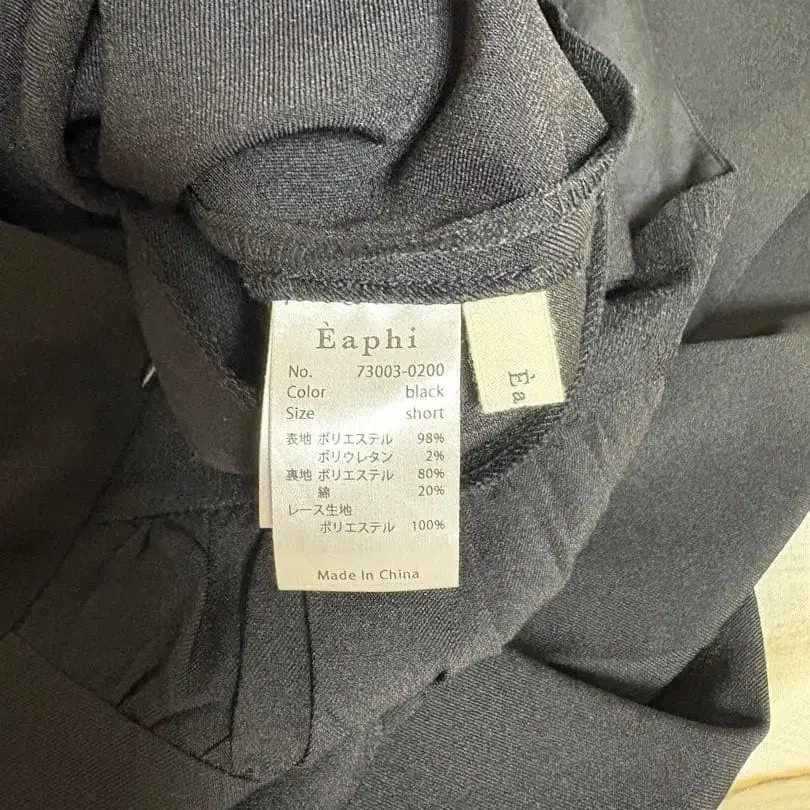 Èaphi
No. 73003-0200
Color black
Size short
表地 ポリエステル 98%
ポリウレタン 2%
裏地 ポリエステル 80%
綿 20%
レース生地
ポリエステル 100%
Made In China
Èa